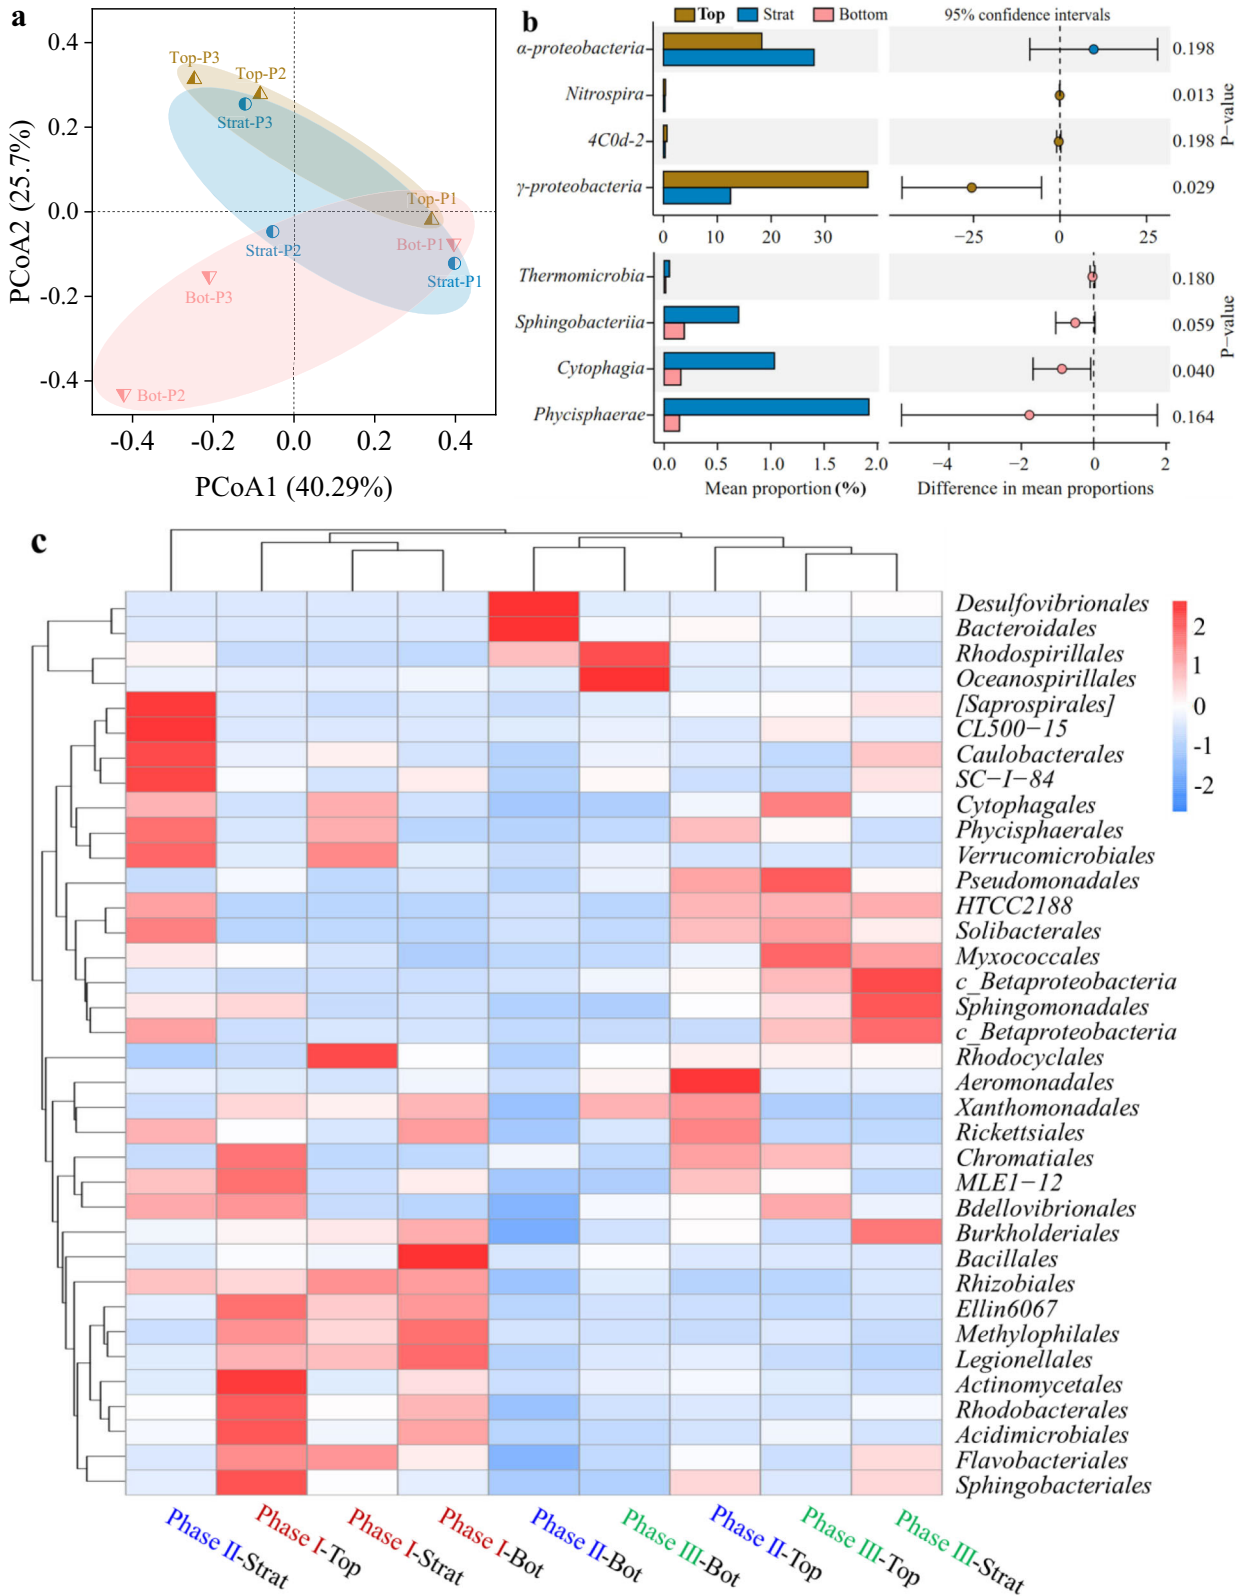 a
0.4
0.2
0.0
-0.2
-0.4
-0.4
-0.2
0.0
0.2
0.4
PCoA2 (25.7%)
PCoA1 (40.29%)
Top-P3
Top-P2
Strat-P3
Top-P1
Bot-P1
Strat-P2
Strat-P1
Bot-P3
Bot-P2
b
Top Strat Bottom
95% confidence intervals
α-proteobacteria 0.198
Nitrospira 0.013
4C0d-2 0.198
γ-proteobacteria 0.029
P-value
0 10 20 30 −25 0 25
Thermomicrobia 0.180
Sphingobacteriia 0.059
Cytophagia 0.040
Phycisphaerae 0.164
P-value
0.0 0.5 1.0 1.5 2.0 −4 −2 0 2
Mean proportion (%) Difference in mean proportions
c
Desulfovibrionales
Bacteroidales
Rhodospirillales
Oceanospirillales
[Saprospirales]
CL500−15
Caulobacterales
SC−I−84
Cytophagales
Phycisphaerales
Verrucomicrobiales
Pseudomonadales
HTCC2188
Solibacterales
Myxococcales
c_Betaproteobacteria
Sphingomonadales
c_Betaproteobacteria
Rhodocyclales
Aeromonadales
Xanthomonadales
Rickettsiales
Chromatiales
MLE1−12
Bdellovibrionales
Burkholderiales
Bacillales
Rhizobiales
Ellin6067
Methylophilales
Legionellales
Actinomycetales
Rhodobacterales
Acidimicrobiales
Flavobacteriales
Sphingobacteriales
2
1
0
-1
-2
Phase II-Strat
Phase I-Top
Phase I-Strat
Phase I-Bot
Phase II-Bot
Phase III-Bot
Phase II-Top
Phase III-Top
Phase III-Strat